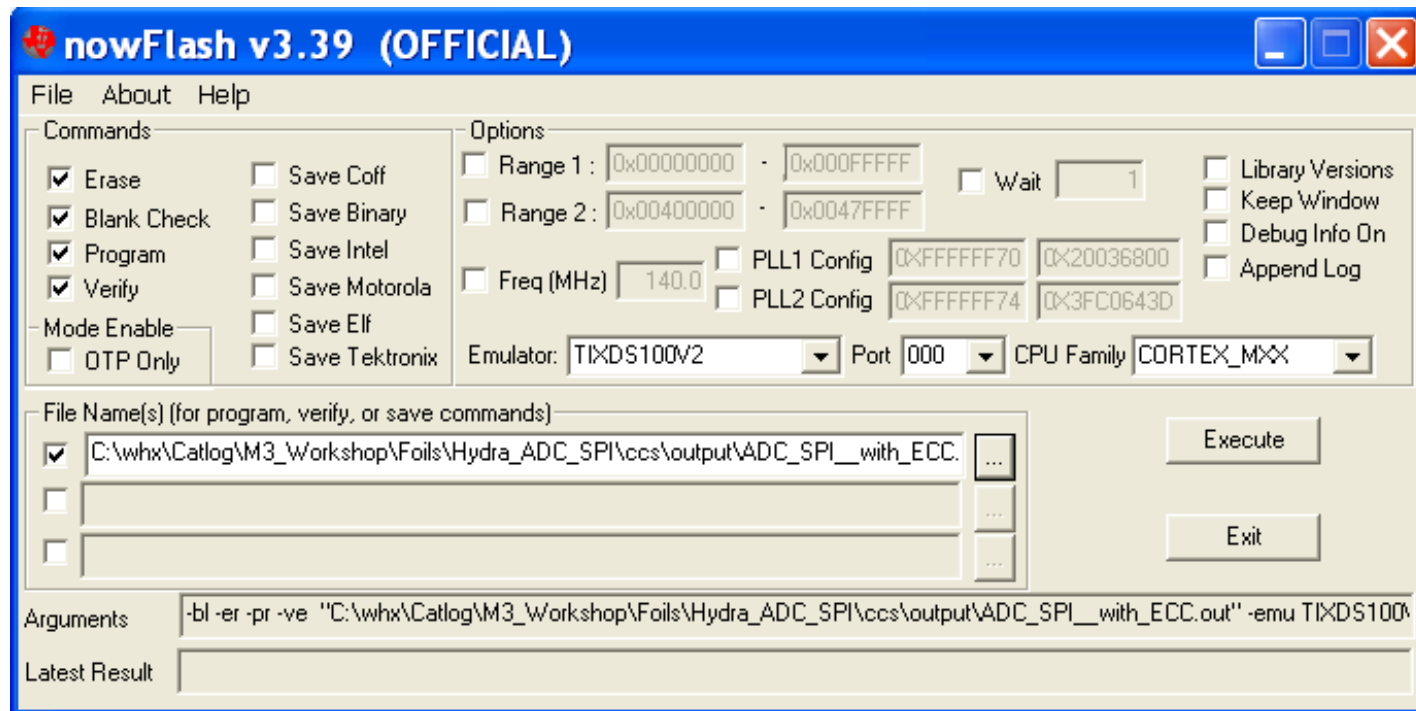 nowFlash v3.39 (OFFICIAL)
File About Help
Commands
Erase
Blank Check
Program
Verify
Save Coff
Save Binary
Save Intel
Save Motorola
Save Elf
Save Tektronix
Mode Enable
OTP Only
Options
Range 1 : 0x00000000 - 0x000FFFFF
Range 2 : 0x00400000 - 0x0047FFFF
Wait 1
Freq (MHz) 140.0
PLL1 Config 0XFFFFFF70 0X20036800
PLL2 Config 0XFFFFFF74 0X3FC0643D
Library Versions
Keep Window
Debug Info On
Append Log
Emulator: TIXDS100V2 Port 000 CPU Family CORTEX_MXX
File Name(s) (for program, verify, or save commands)
C:\whx\Catlog\M3_Workshop\Foils\Hydra_ADC_SPI\ccs\output\ADC_SPI__with_ECC. ...
...
...
Execute
Exit
Arguments -bl -er -pr -ve "C:\whx\Catlog\M3_Workshop\Foils\Hydra_ADC_SPI\ccs\output\ADC_SPI__with_ECC.out" -emu TIXDS100
Latest Result